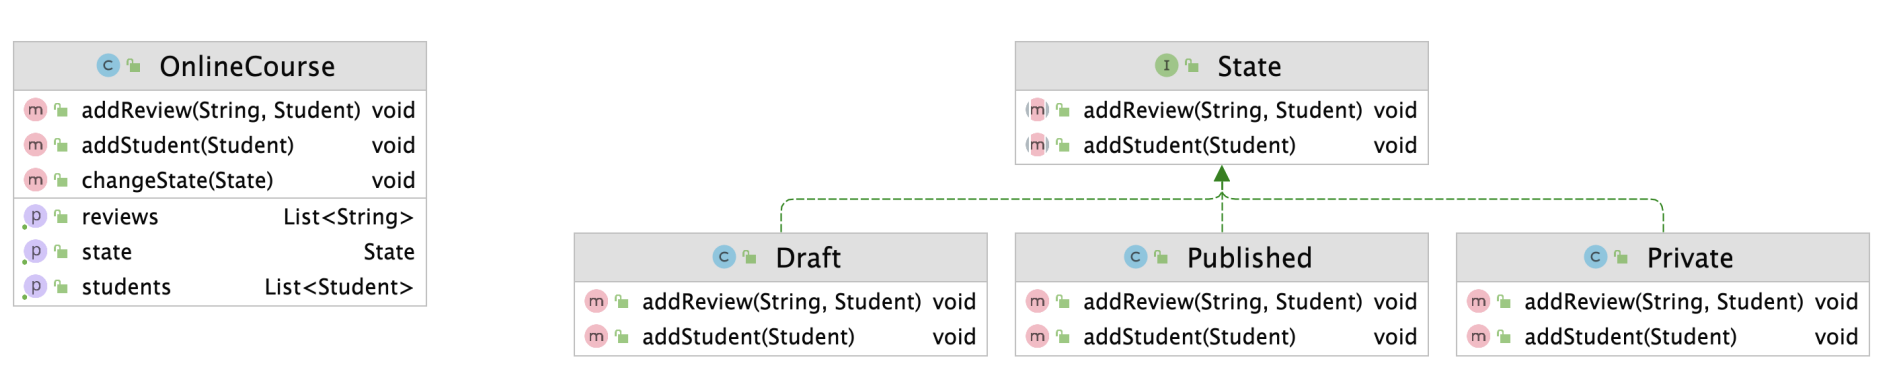 C OnlineCourse
m addReview(String, Student) void
m addStudent(Student) void
m changeState(State) void
p reviews List<String>
p state State
p students List<Student>
I State
m addReview(String, Student) void
m addStudent(Student) void
C Draft
m addReview(String, Student) void
m addStudent(Student) void
C Published
m addReview(String, Student) void
m addStudent(Student) void
C Private
m addReview(String, Student) void
m addStudent(Student) void